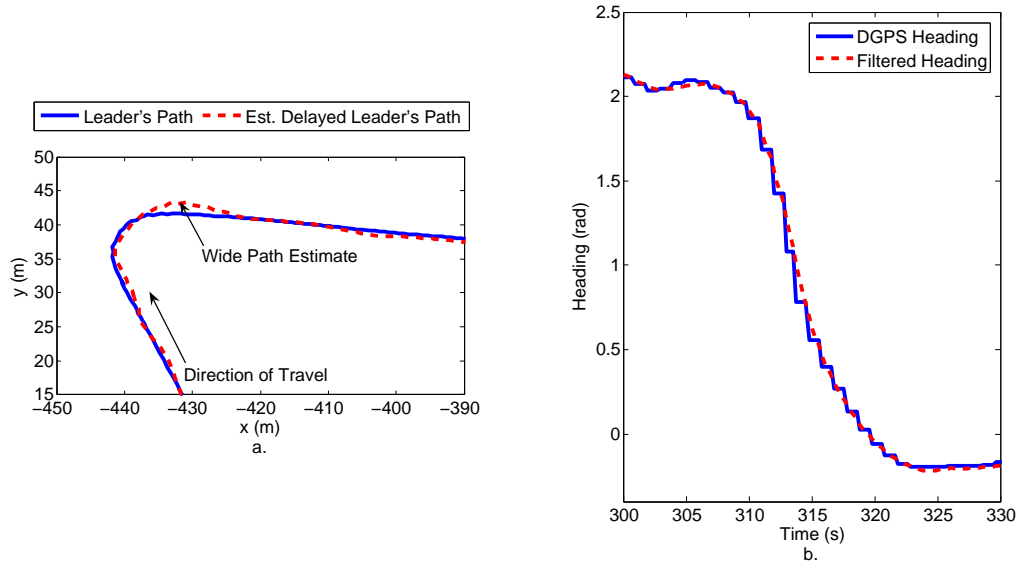 Leader's Path
Est. Delayed Leader's Path
50
45
40
35
30
25
20
15
y (m)
Wide Path Estimate
Direction of Travel
−450
−440
−430
−420
−410
−400
−390
x (m)
a.
DGPS Heading
Filtered Heading
2.5
2
1.5
1
0.5
0
Heading (rad)
300
305
310
315
320
325
330
Time (s)
b.